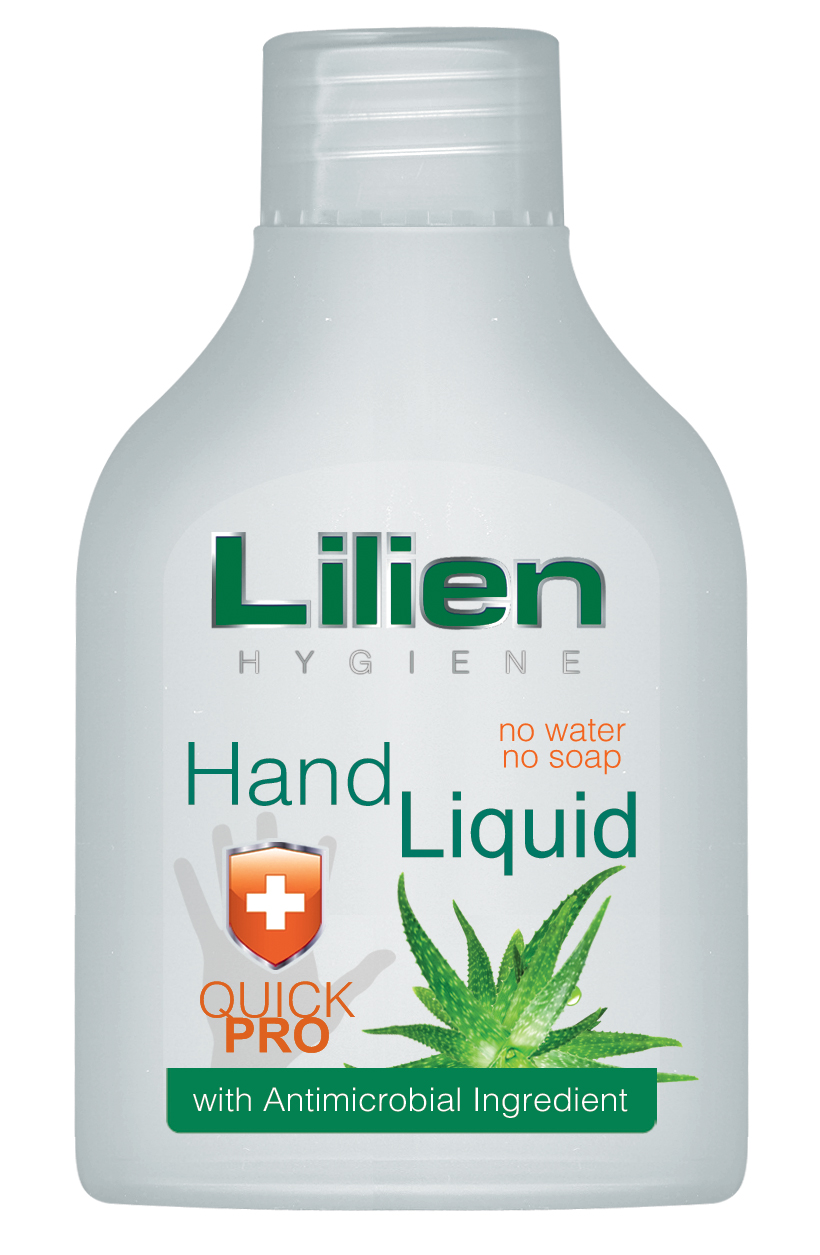 Lilien
HYGIENE
no water
no soap
Hand
Liquid
QUICK
PRO
with Antimicrobial Ingredient